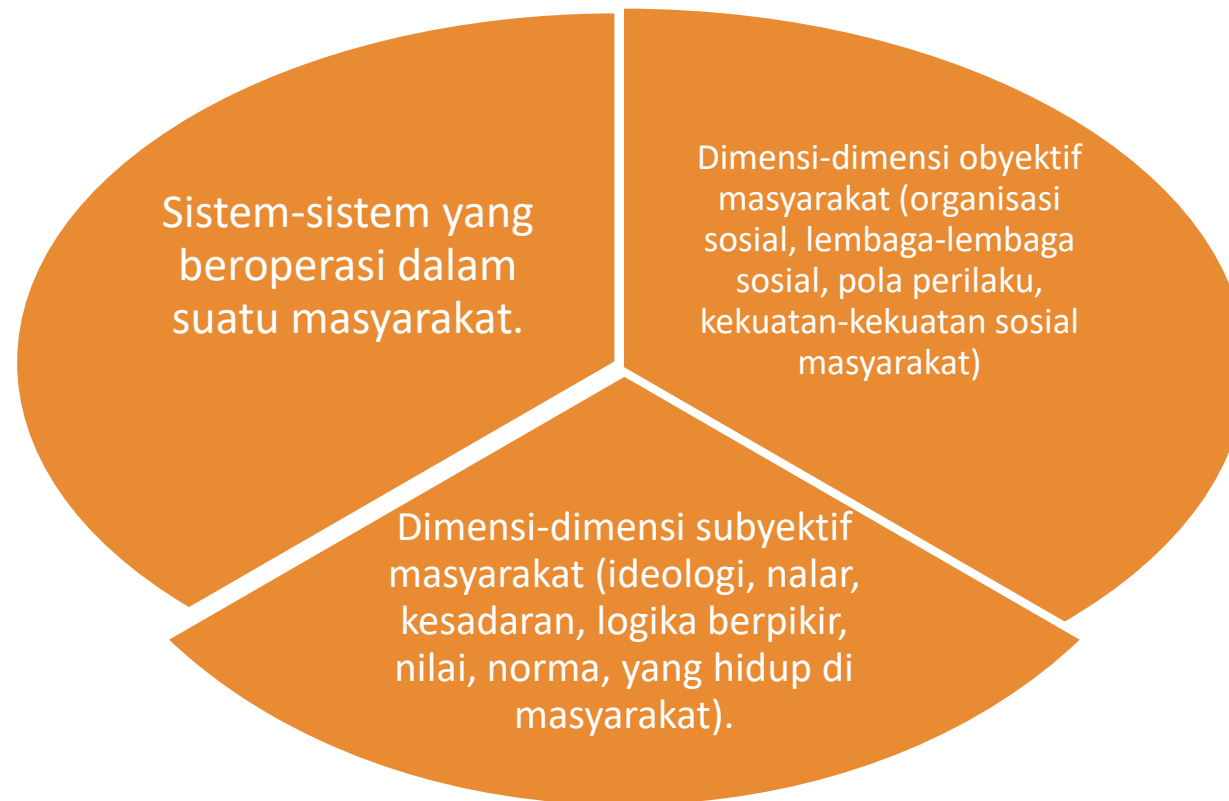 Sistem-sistem yang
beroperasi dalam
suatu masyarakat.
Dimensi-dimensi obyektif
masyarakat (organisasi
sosial, lembaga-lembaga
sosial, pola perilaku,
kekuatan-kekuatan sosial
masyarakat)
Dimensi-dimensi subyektif
masyarakat (ideologi, nalar,
kesadaran, logika berpikir,
nilai, norma, yang hidup di
masyarakat).